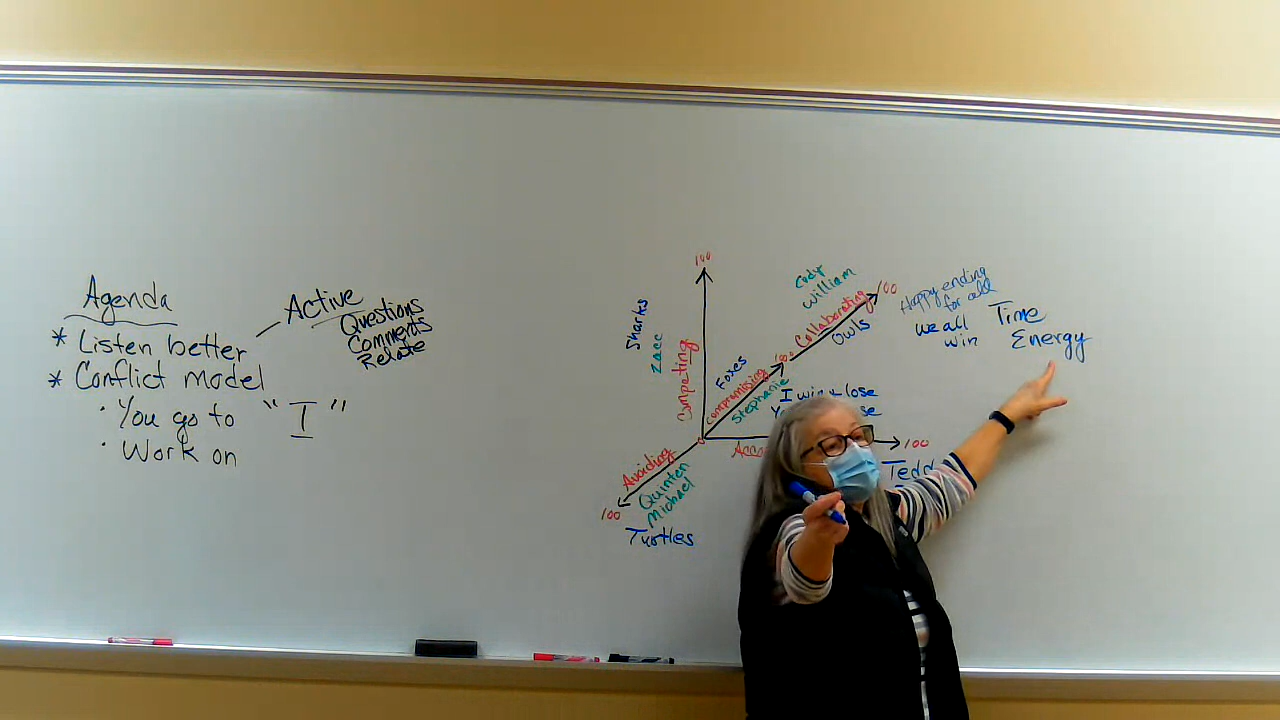 Agenda
* Listen better
* Conflict model
· You go to "I"
· Work on
Active
Questions
Comments
Relate
100
Sharks
Zaec
Competing
Foxes
compromising
Stephanie
Cody
William
100
Collaborating
Owls
Happy ending
for all
we all
win
Time
Energy
I win + lose
100
Avoiding
Quinten
Michael
100
Turtles